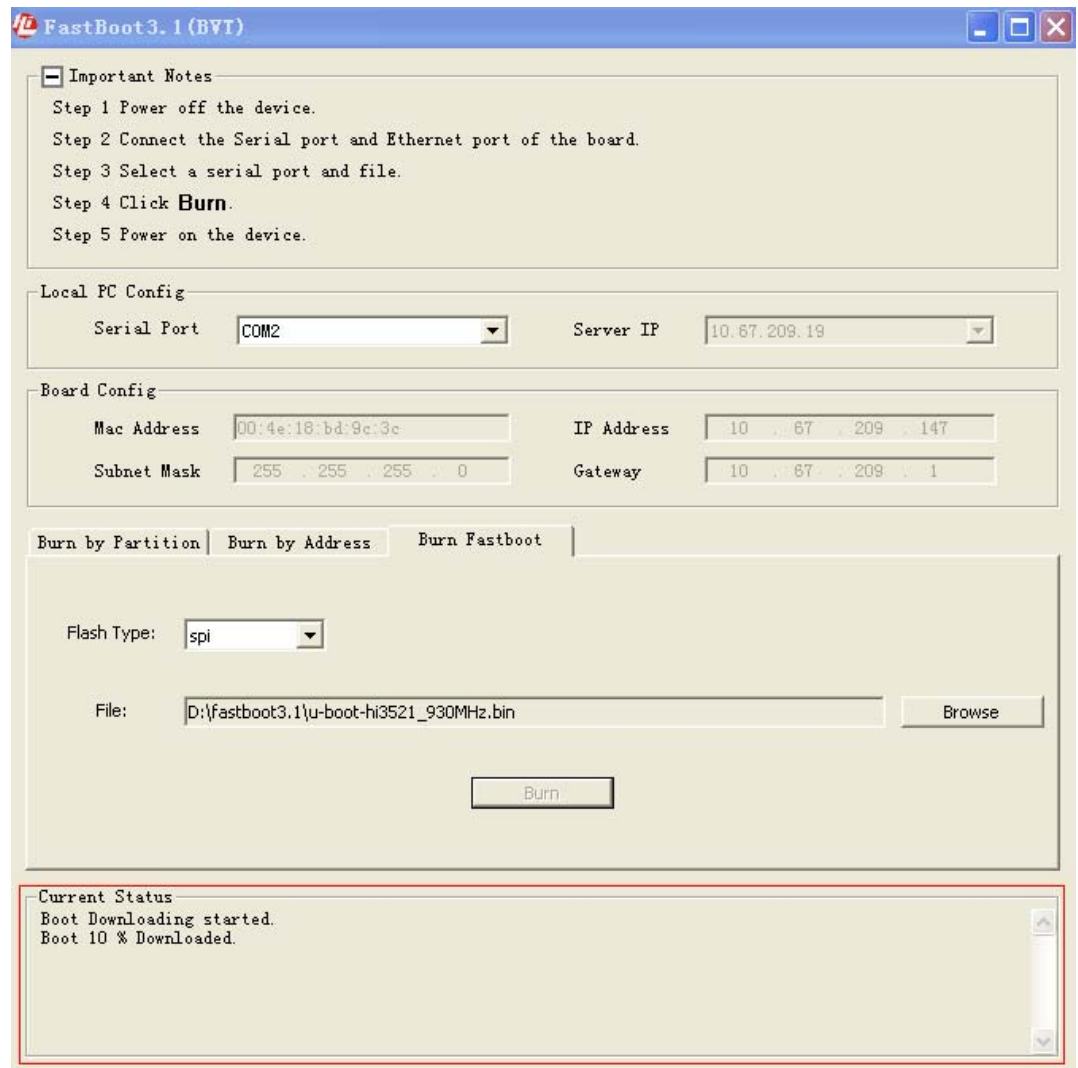 FastBoot3.1(BVT)
Important Notes
Step 1 Power off the device.
Step 2 Connect the Serial port and Ethernet port of the board.
Step 3 Select a serial port and file.
Step 4 Click Burn.
Step 5 Power on the device.
Local PC Config
Serial Port COM2 Server IP 10.67.209.19
Board Config
Mac Address 00:4e:18:bd:9c:3c IP Address 10 . 67 . 209 . 147
Subnet Mask 255 . 255 . 255 . 0 Gateway 10 . 67 . 209 . 1
Burn by Partition Burn by Address Burn Fastboot
Flash Type: spi
File: D:\fastboot3.1\u-boot-hi3521_930MHz.bin Browse
Burn
Current Status
Boot Downloading started.
Boot 10 % Downloaded.